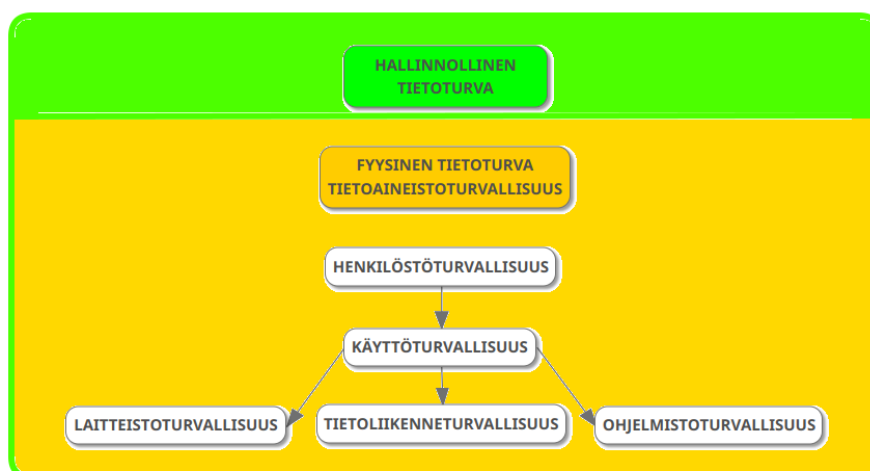 HALLINNOLLINEN
TIETOTURVA
FYYSINEN TIETOTURVA
TIETOAINEISTOTURVALLISUUS
HENKILÖSTÖTURVALLISUUS
KÄYTTÖTURVALLISUUS
LAITTEISTOTURVALLISUUS
TIETOLIIKENNETURVALLISUUS
OHJELMISTOTURVALLISUUS